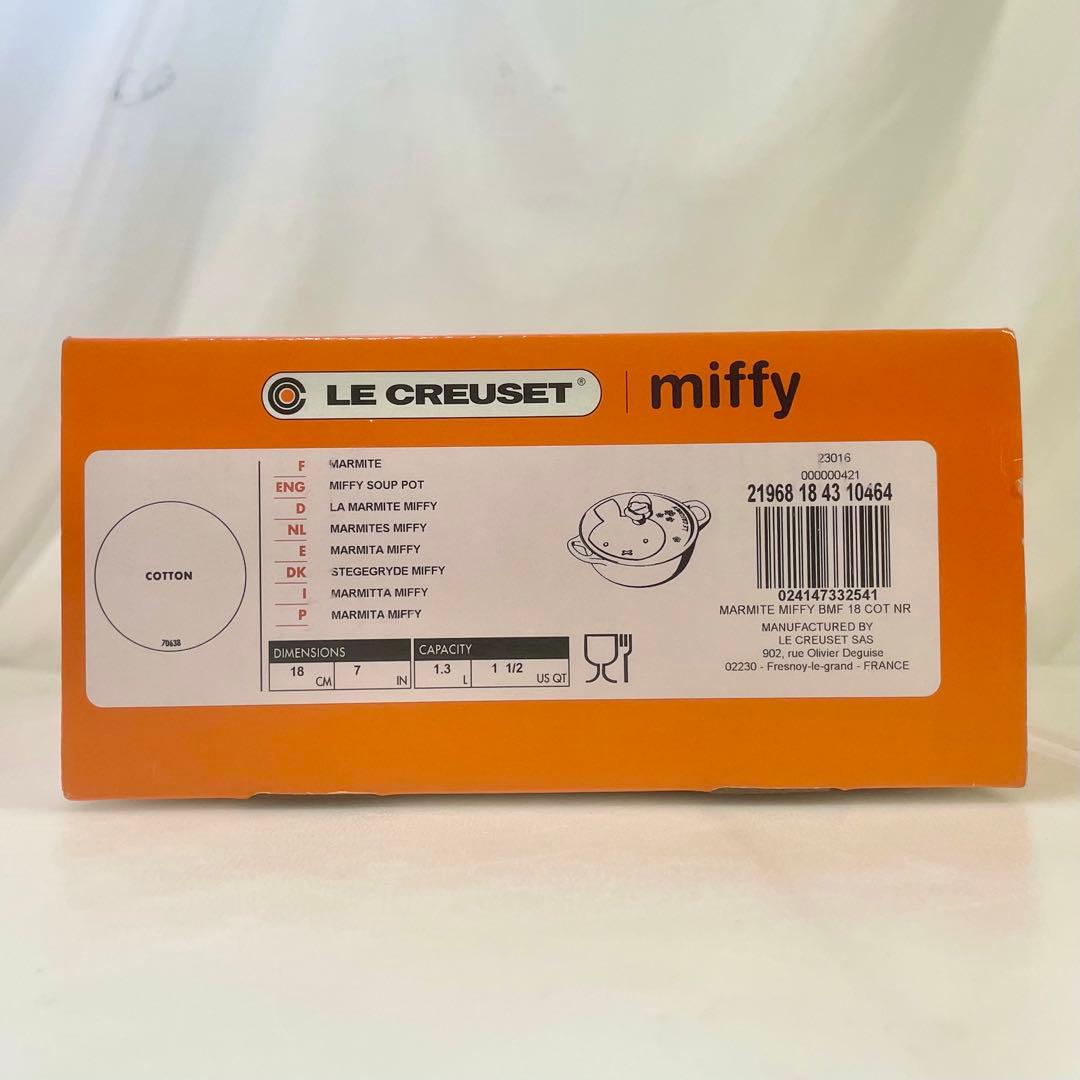 LE CREUSET® | miffy
F MARMITE
ENG MIFFY SOUP POT
D LA MARMITE MIFFY
NL MARMITES MIFFY
E MARMITA MIFFY
DK STEGEGRYDE MIFFY
I MARMITTA MIFFY
P MARMITA MIFFY
COTTON
70638
DIMENSIONS
18 CM 7 IN
CAPACITY
1.3 L 1 1/2 US QT
23016
000000421
21968 18 43 10464
024147332541
MARMITE MIFFY BMF 18 COT NR
MANUFACTURED BY
LE CREUSET SAS
902, rue Olivier Deguise
02230 - Fresnoy-le-grand - FRANCE